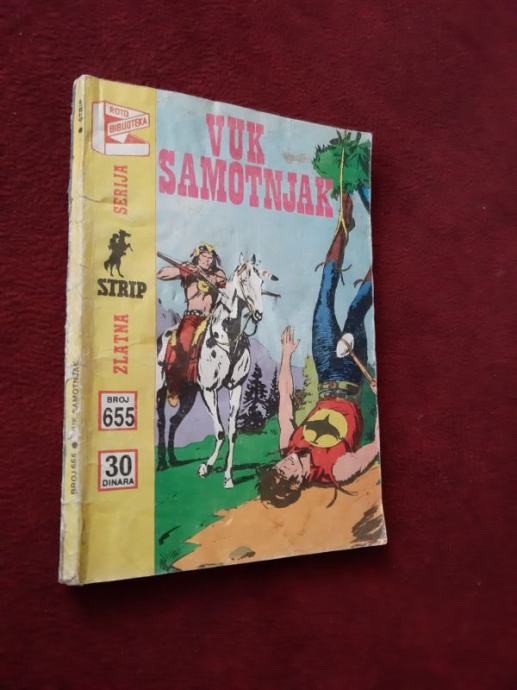 ROTO
BIBLIOTEKA
VUK
SAMOTNJAK
ZLATNA
STRIP
SERIJA
BROJ
655
30
DINARA
BROJ 655 ● VUK SAMOTNJAK